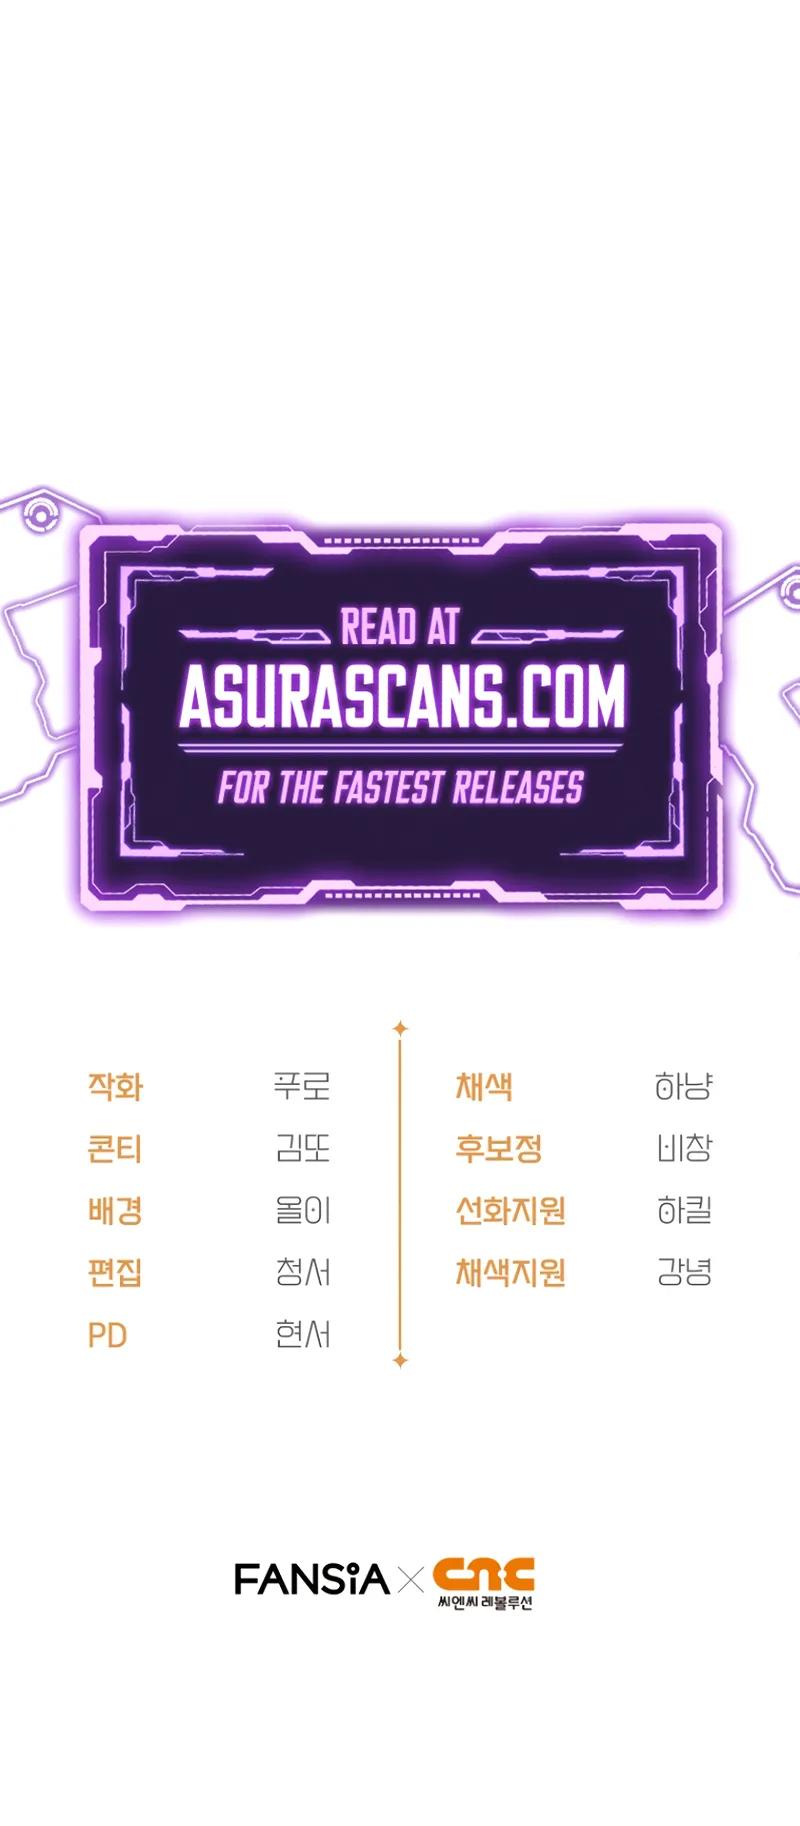 READ AT
ASURASCANS.COM
FOR THE FASTEST RELEASES
작화 푸로
콘티 김또
배경 올이
편집 청서
PD 현서
채색 하냥
후보정 비창
선화지원 하킬
채색지원 강녕
FANSiA × CNC
씨엔씨 레볼루션